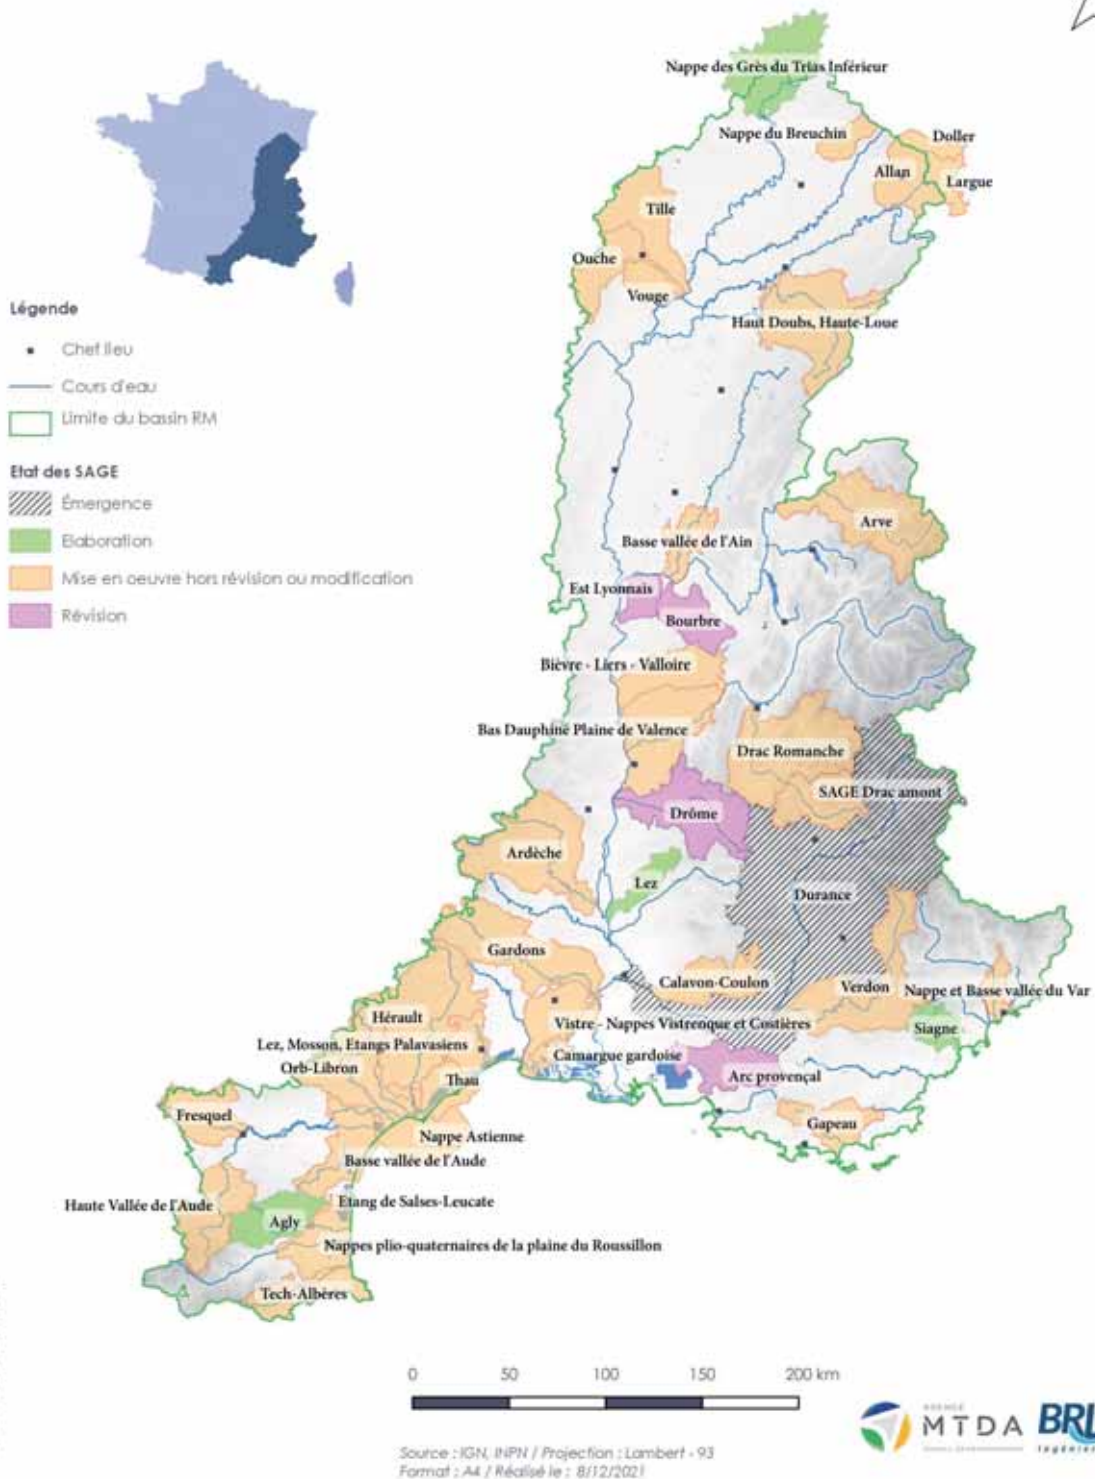 Légende
Chef lieu
Cours d'eau
Limite du bassin RM
Etat des SAGE
Émergence
Elaboration
Mise en oeuvre hors révision ou modification
Révision
Nappe des Grès du Trias Inférieur
Nappe du Breuchin
Doller
Allan
Largue
Tille
Ouche
Vouge
Haut Doubs, Haute-Loue
Arve
Basse vallée de l'Ain
Est Lyonnais
Bourbre
Bièvre - Liers - Valloire
Bas Dauphiné Plaine de Valence
Drac Romanche
SAGE Drac amont
Drôme
Ardèche
Lez
Durance
Gardons
Calavon-Coulon
Verdon
Nappe et Basse vallée du Var
Hérault
Vistre - Nappes Vistrenque et Costières
Siagne
Lez, Mosson, Etangs Palavasiens
Camargue gardoise
Orb-Libron
Thau
Arc provençal
Fresquel
Gapeau
Nappe Astienne
Basse vallée de l'Aude
Haute Vallée de l'Aude
Etang de Salses-Leucate
Agly
Nappes plio-quaternaires de la plaine du Roussillon
Tech-Albères
0 50 100 150 200 km
AGENCE
MTDA
BRL
Ingénierie
Source : IGN, INPN / Projection : Lambert - 93
Format : A4 / Réalisé le : 8/12/2021